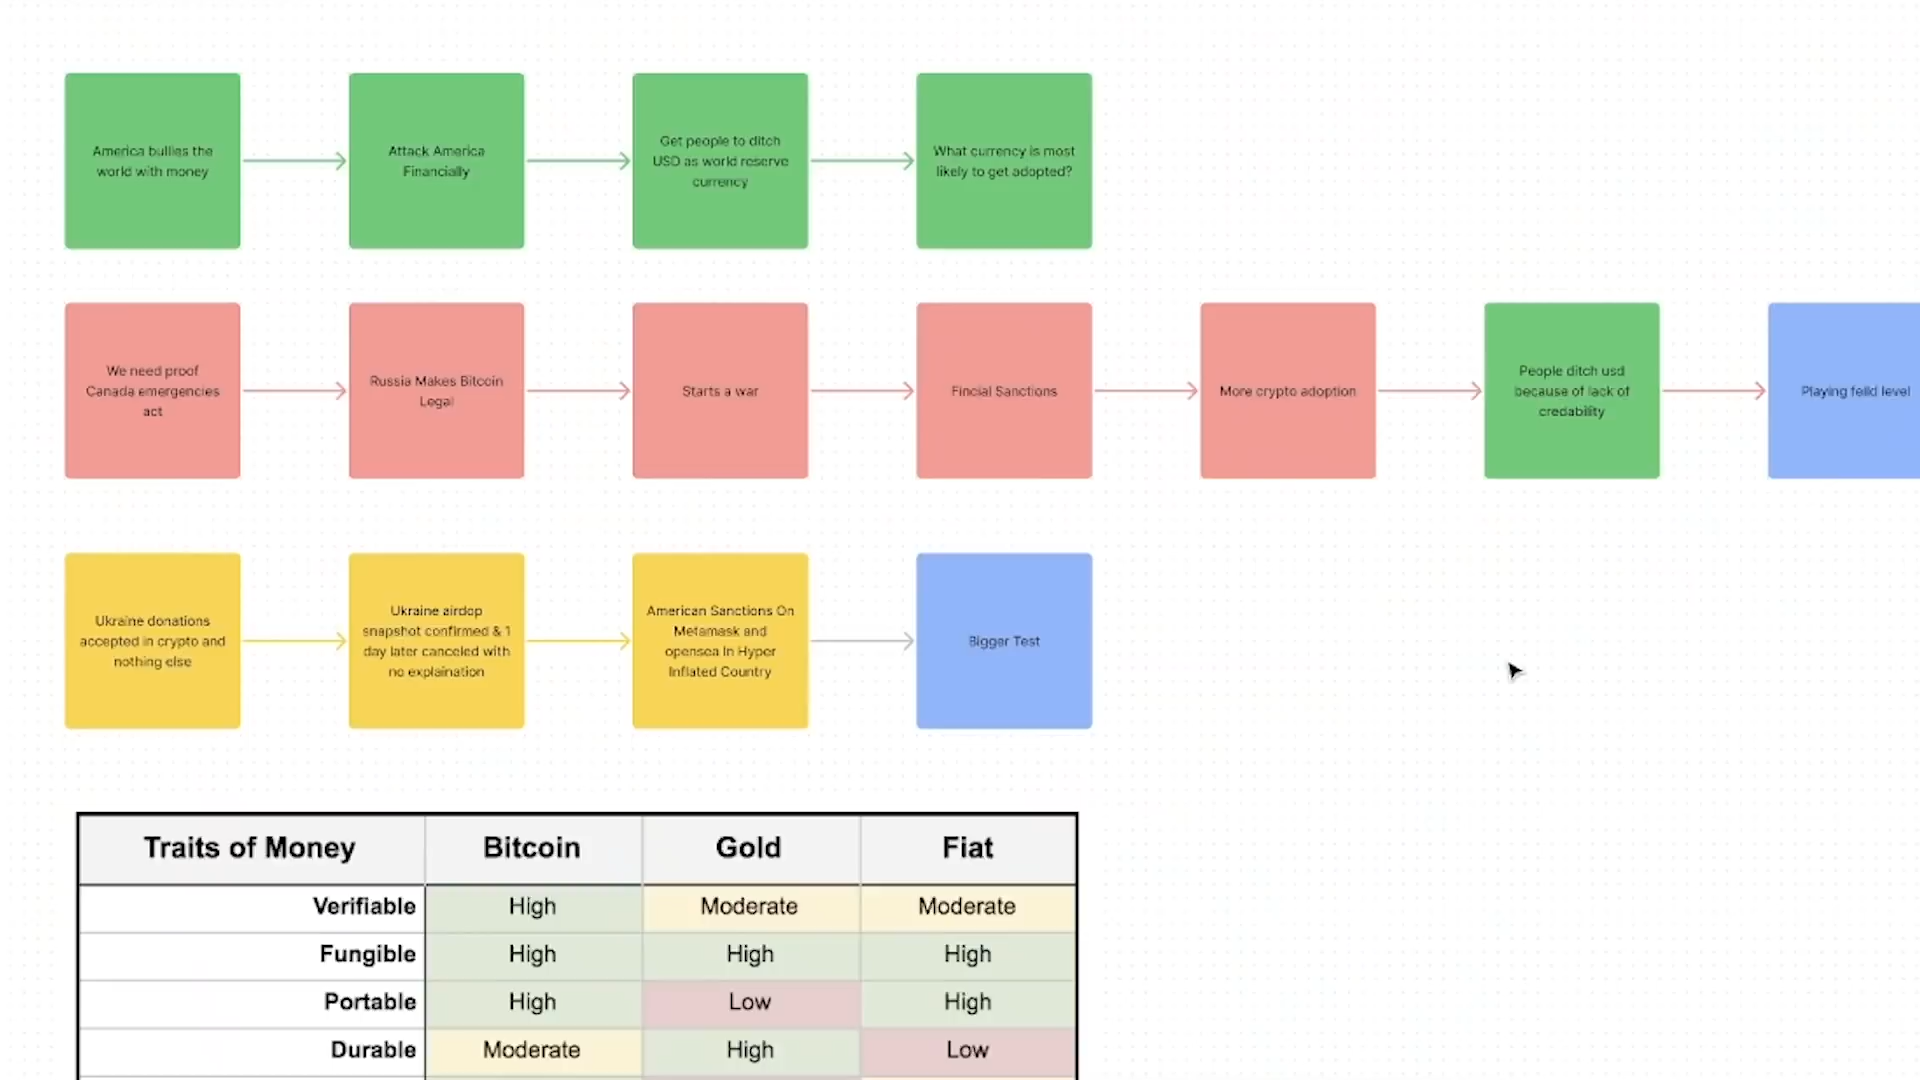 America bullies the
world with money
Attack America
Financially
Get people to ditch
USD as world reserve
currency
What currency is most
likely to get adopted?
We need proof
Canada emergencies
act
Russia Makes Bitcoin
Legal
Starts a war
Fincial Sanctions
More crypto adoption
People ditch usd
because of lack of
credability
Playing feild level
Ukraine donations
accepted in crypto and
nothing else
Ukraine airdop
snapshot confirmed & 1
day later canceled with
no explaination
American Sanctions On
Metamask and
opensea In Hyper
Inflated Country
Bigger Test
Traits of Money Bitcoin Gold Fiat
Verifiable High Moderate Moderate
Fungible High High High
Portable High Low High
Durable Moderate High Low